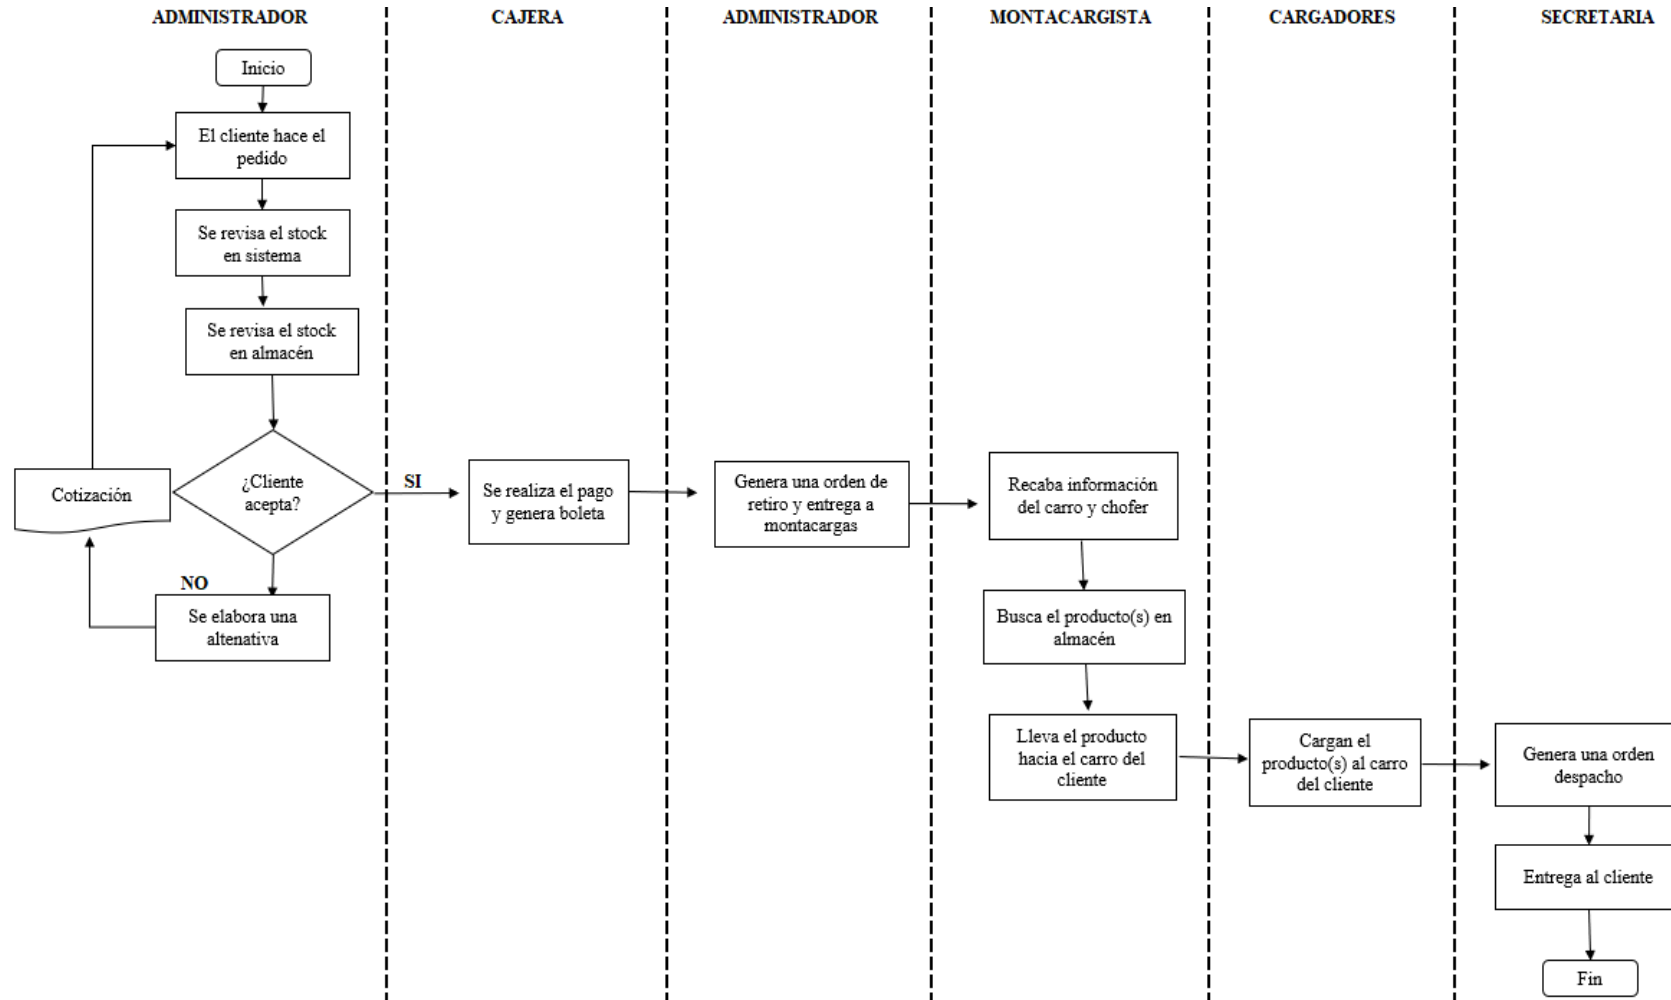 ADMINISTRADOR
CAJERA
ADMINISTRADOR
MONTACARGISTA
CARGADORES
SECRETARIA
Inicio
El cliente hace el
pedido
Se revisa el stock
en sistema
Se revisa el stock
en almacén
¿Cliente
acepta?
SI
NO
Se elabora una
altenativa
Cotización
Se realiza el pago
y genera boleta
Genera una orden de
retiro y entrega a
montacargas
Recaba información
del carro y chofer
Busca el producto(s) en
almacén
Lleva el producto
hacia el carro del
cliente
Cargan el
producto(s) al carro
del cliente
Genera una orden
despacho
Entrega al cliente
Fin